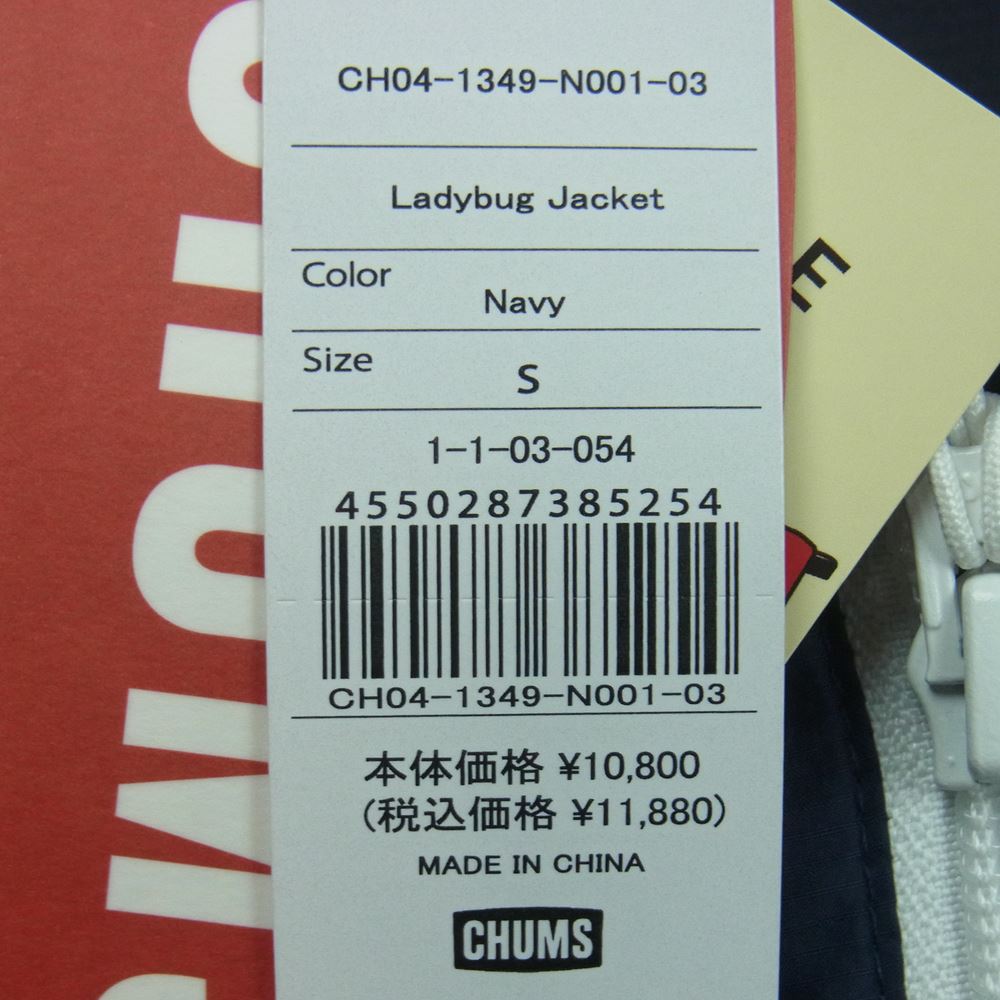 CH04-1349-N001-03
Ladybug Jacket
Color
Navy
Size
S
1-1-03-054
4550287385254
CH04-1349-N001-03
本体価格 ¥10,800
(税込価格 ¥11,880)
MADE IN CHINA
CHUMS
E